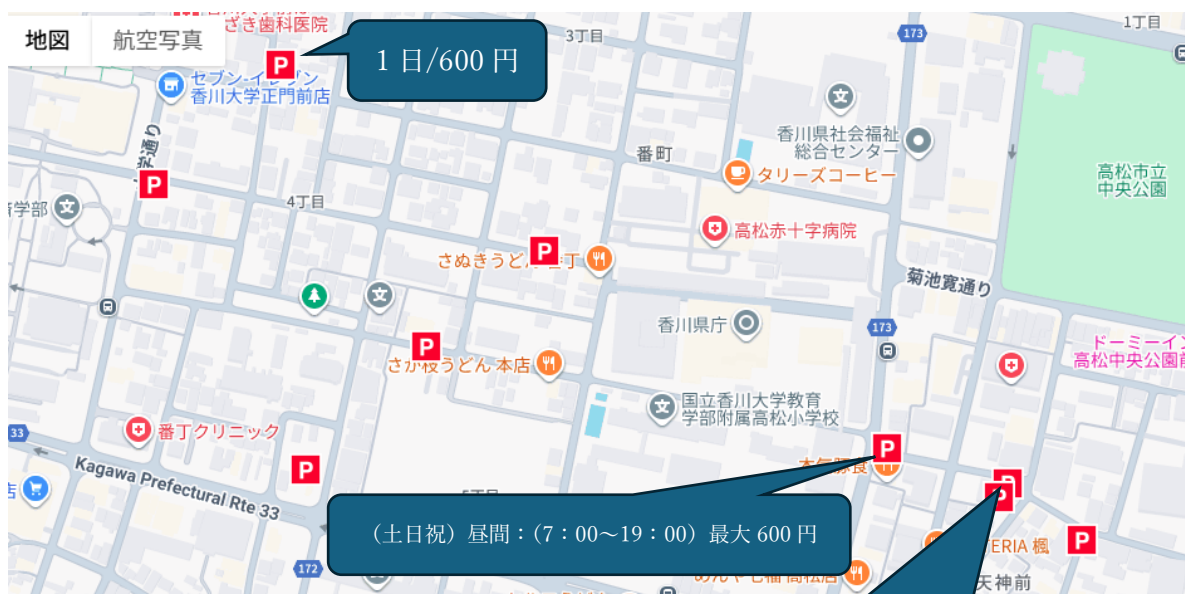 ざき歯科医院
地図
航空写真
1日/600円
3丁目
173
1丁目
セブン-イレブン
香川大学正門前店
香川県社会福祉
総合センター
番町
タリーズコーヒー
高松市立
中央公園
P
P
4丁目
高松赤十字病院
P
さぬきうどん
菊池寛通り
香川県庁
173
P
さか枝うどん 本店
ドーミーイン
高松中央公園前
国立香川大学教育
学部附属高松小学校
33
番丁クリニック
P
Kagawa Prefectural Rte 33
P
P
(土日祝) 昼間:(7:00~19:00) 最大600円
P
TERIA 楓
172
天神前